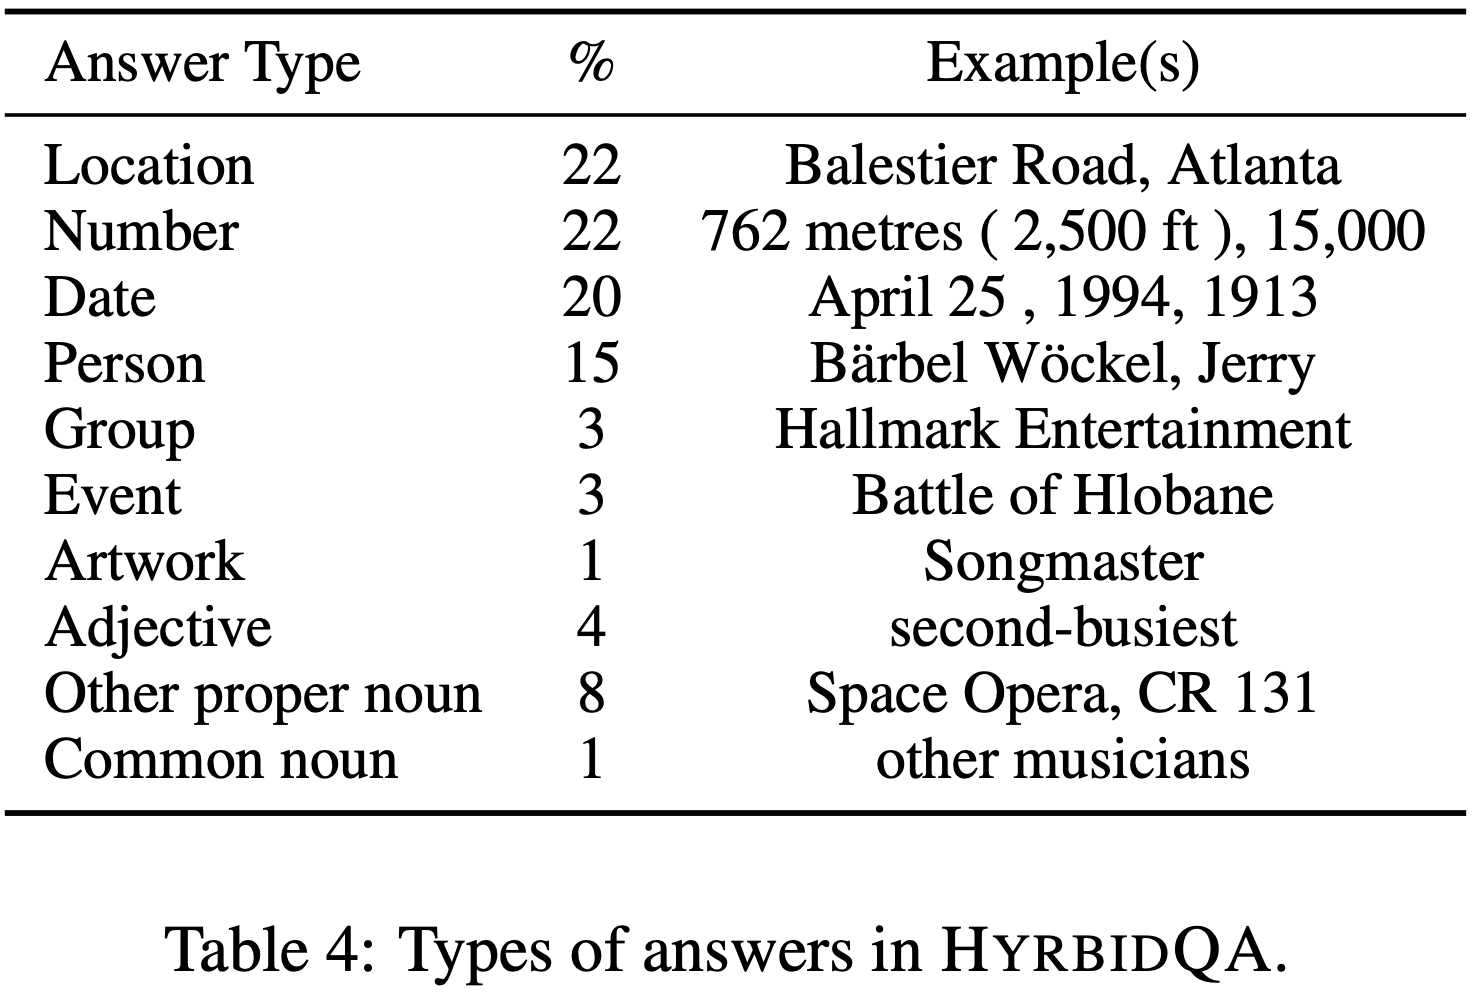 Answer Type % Example(s)
Location 22 Balestier Road, Atlanta
Number 22 762 metres ( 2,500 ft ), 15,000
Date 20 April 25 , 1994, 1913
Person 15 Bärbel Wöckel, Jerry
Group 3 Hallmark Entertainment
Event 3 Battle of Hlobane
Artwork 1 Songmaster
Adjective 4 second-busiest
Other proper noun 8 Space Opera, CR 131
Common noun 1 other musicians
Table 4: Types of answers in HYRBIDQA.